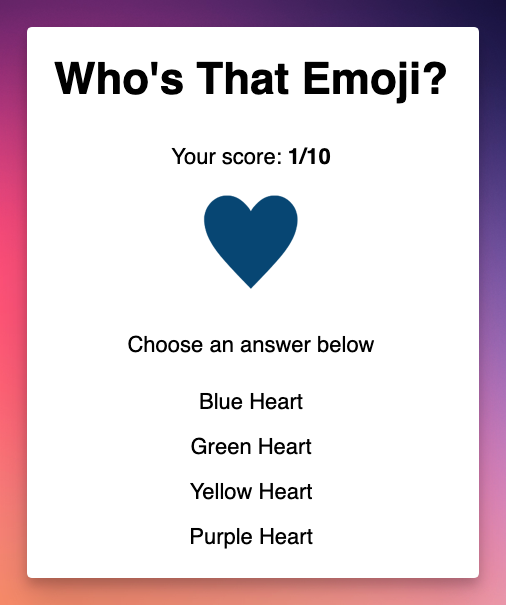 Who's That Emoji?
Your score: 1/10
Choose an answer below
Blue Heart
Green Heart
Yellow Heart
Purple Heart